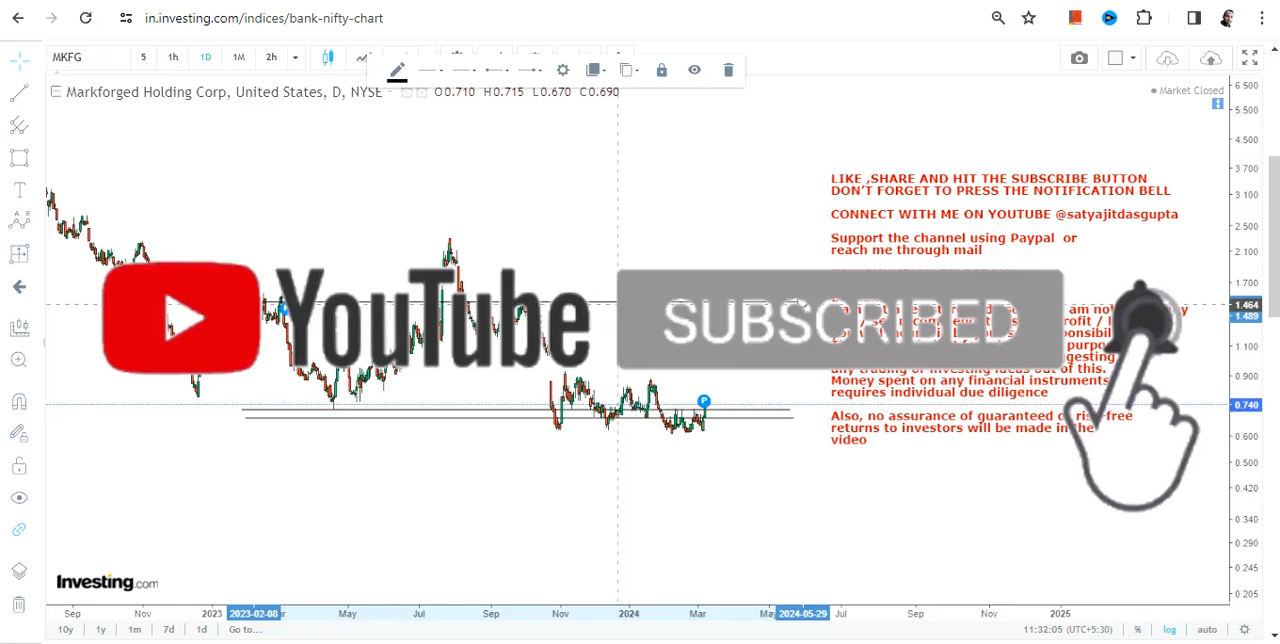 in.investing.com/indices/bank-nifty-chart
MKFG
5 1h 1D 1M 2h
Markforged Holding Corp, United States, D, NYSE
O0.710 H0.715 L0.670 C0.690
Market Closed
LIKE ,SHARE AND HIT THE SUBSCRIBE BUTTON
DON'T FORGET TO PRESS THE NOTIFICATION BELL
CONNECT WITH ME ON YOUTUBE @satyajitdasgupta
Support the channel using Paypal or
reach me through mail
YouTube SUBSCRIBED
any trading or investing ideas out of this.
Money spent on any financial instruments
requires individual due diligence
Also, no assurance of guaranteed or risk-free
returns to investors will be made in the
video
P
6.500
5.500
4.500
3.700
3.100
2.500
2.100
1.700
1.464
1.489
1.100
0.900
0.740
0.600
0.500
0.420
0.340
0.290
0.245
0.205
Investing.com
Sep Nov 2023 2023-02-08 May Jul Sep Nov 2024 Mar 2024-05-29 Jul Sep Nov 2025
10y 1y 1m 7d 1d Go to... 11:32:05 (UTC+5:30) % log auto